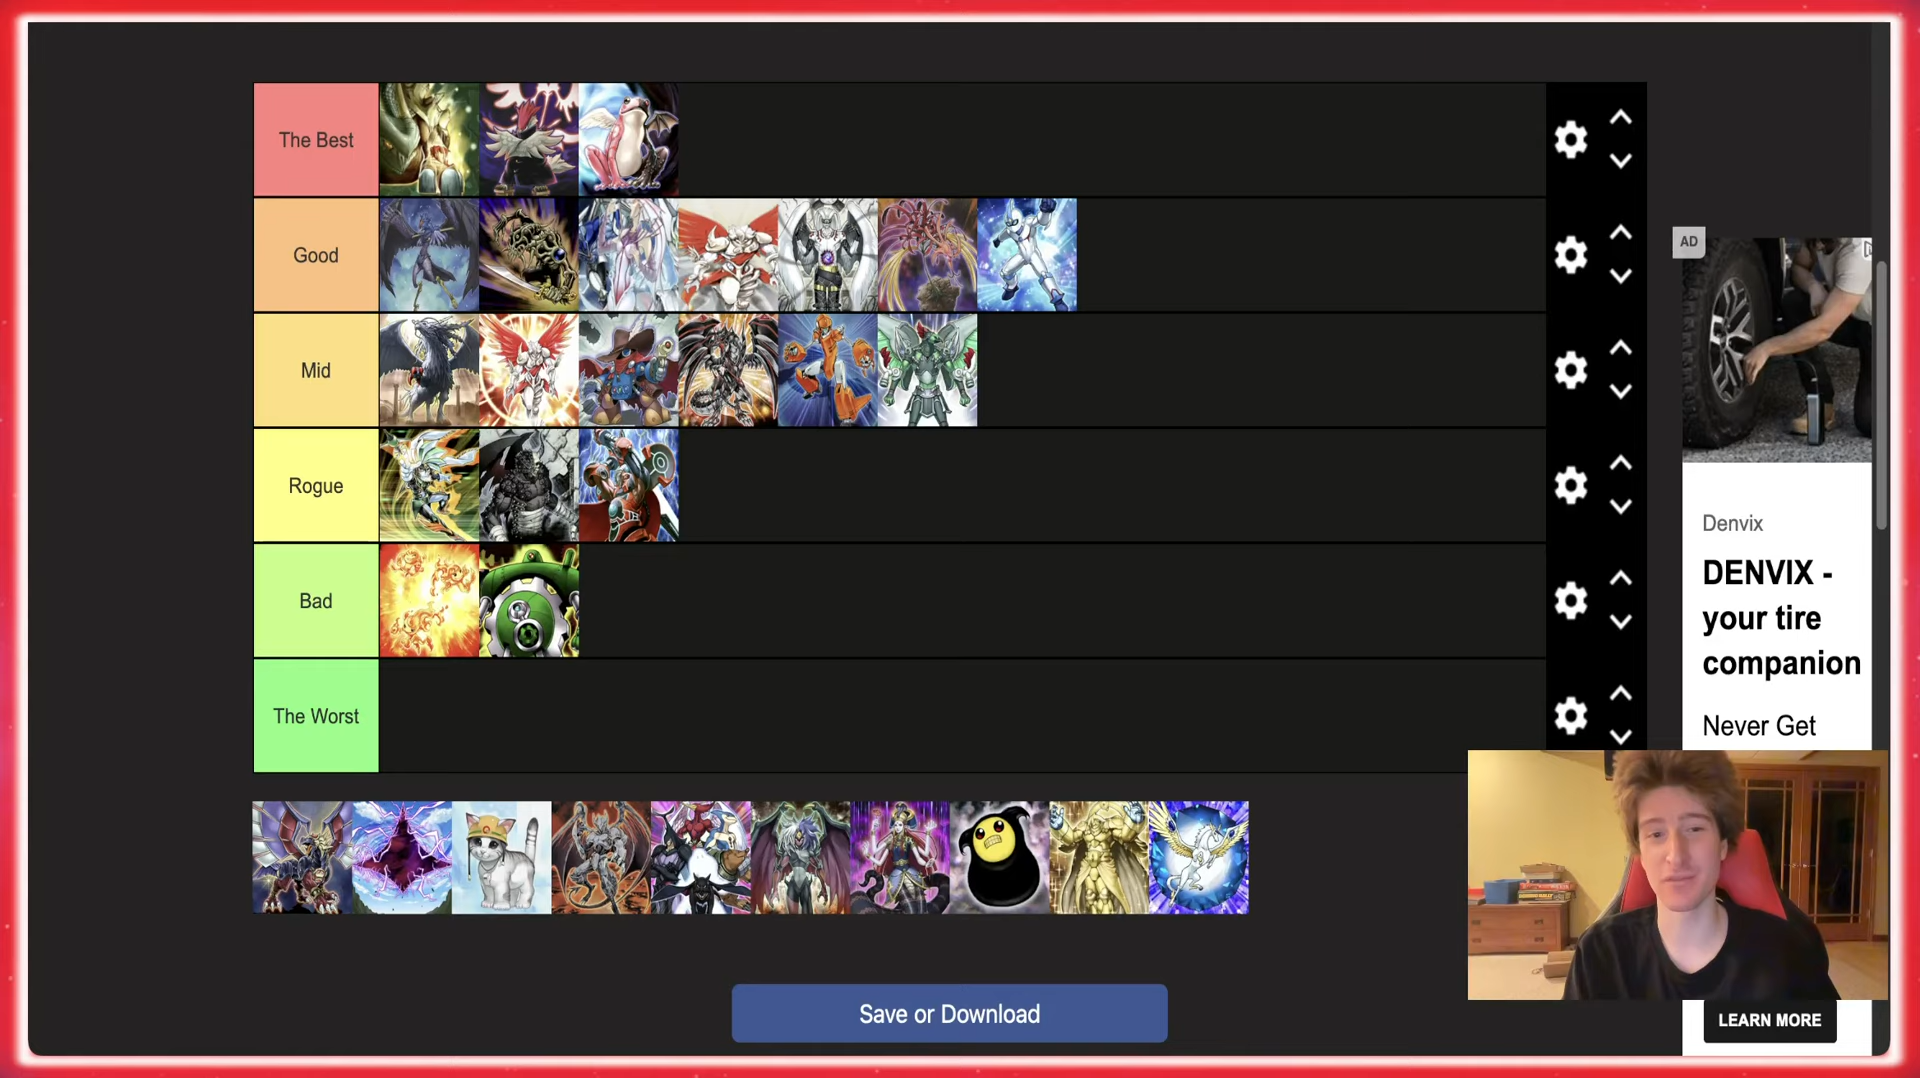 The Best
Good
AD
Mid
Rogue
Denvix
DENVIX -
your tire
companion
Bad
The Worst
Never Get
Save or Download
LEARN MORE